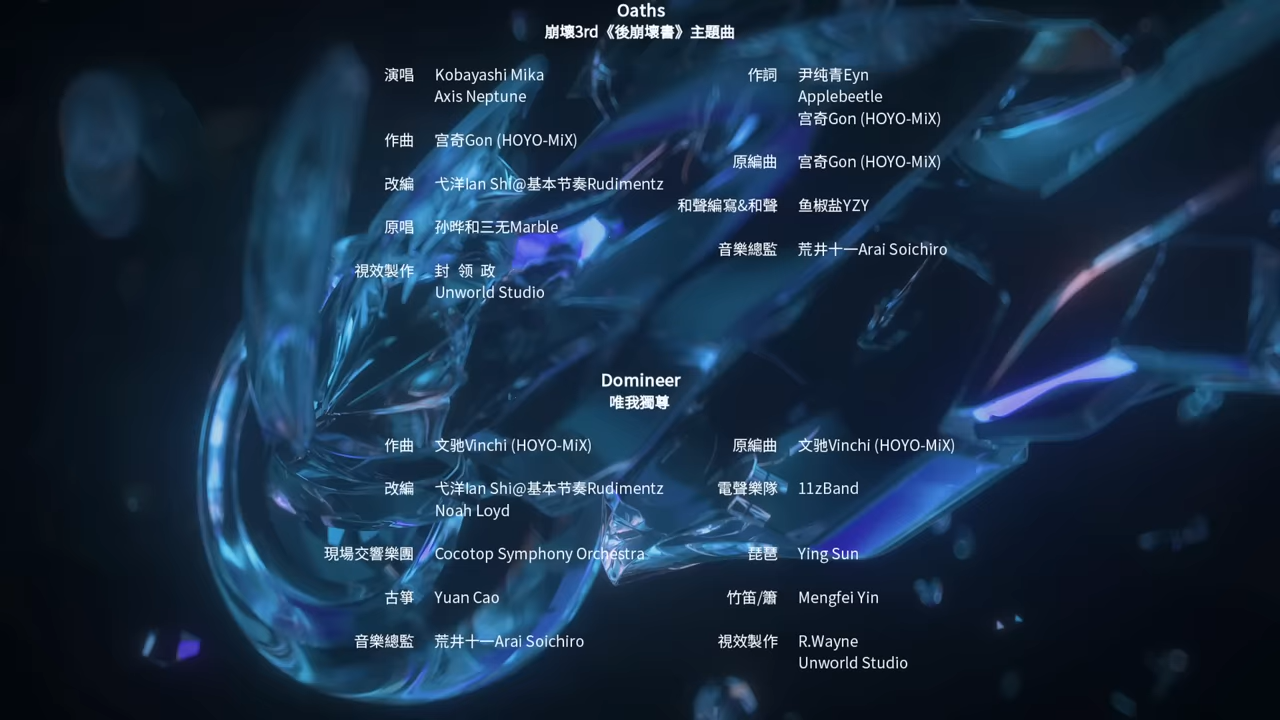 Oaths
崩壞3rd《後崩壞書》主題曲
演唱 Kobayashi Mika
Axis Neptune
作曲 宫奇Gon (HOYO-MiX)
改編 弋洋Ian Shi@基本节奏Rudimentz
原唱 孙晔和三无Marble
視效製作 封 领 政
Unworld Studio
作詞 尹纯青Eyn
Applebeetle
宫奇Gon (HOYO-MiX)
原編曲 宫奇Gon (HOYO-MiX)
和聲編寫&和聲 鱼椒盐YZY
音樂總監 荒井十一Arai Soichiro
Domineer
唯我獨尊
作曲 文驰Vinchi (HOYO-MiX)
改編 弋洋Ian Shi@基本节奏Rudimentz
Noah Loyd
現場交響樂團 Cocotop Symphony Orchestra
古箏 Yuan Cao
音樂總監 荒井十一Arai Soichiro
原編曲 文驰Vinchi (HOYO-MiX)
電聲樂隊 11zBand
琵琶 Ying Sun
竹笛/簫 Mengfei Yin
視效製作 R.Wayne
Unworld Studio